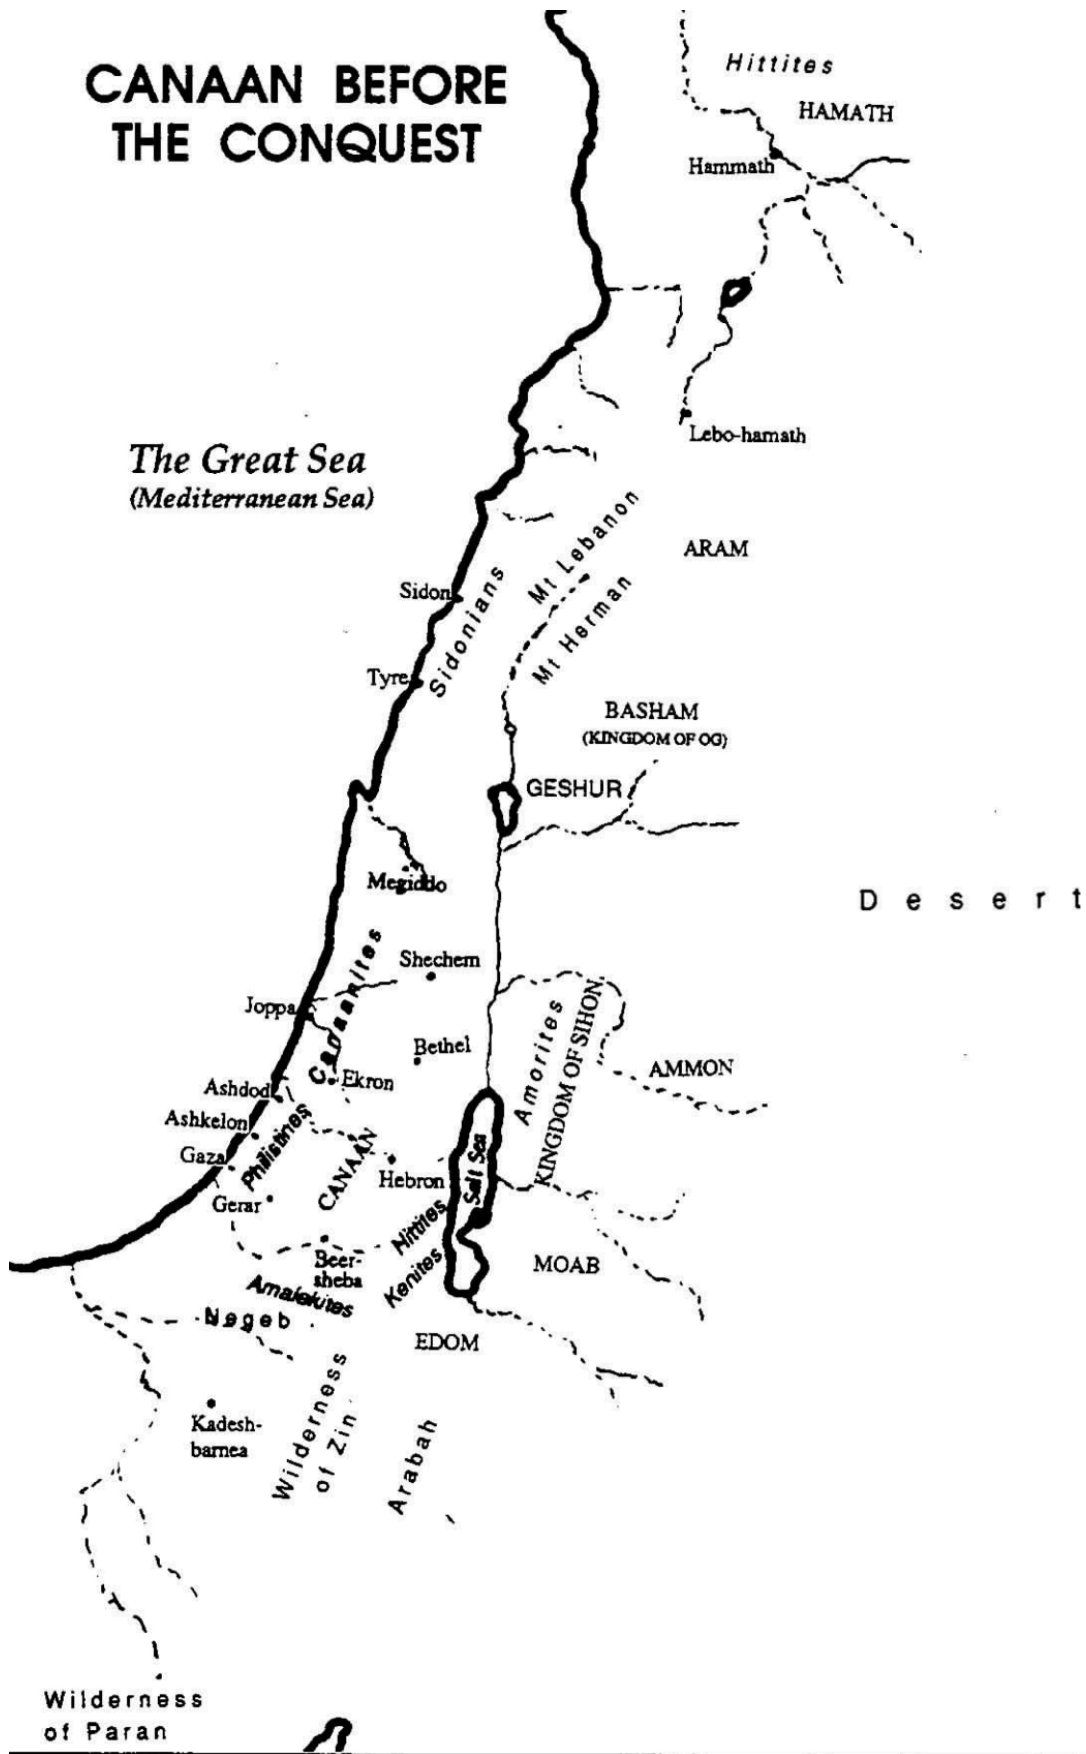 CANAAN BEFORE
THE CONQUEST
Hittites
HAMATH
Hammath
Lebo-hamath
The Great Sea
(Mediterranean Sea)
Mt Lebanon
ARAM
Sidon
Sidonians
Mt Herman
Tyre
BASHAM
(KINGDOM OF OG)
GESHUR
Megiddo
Desert
Canaanites
Shechem
Joppa
Amorites
KINGDOM OF SIHON
Bethel
AMMON
Ekron
Ashdod
Ashkelon
Philistines
Gaza
CANAAN
Hebron
Salt Sea
Gerar
Hittites
Kenites
Beer-
sheba
MOAB
Amalekites
Negeb
EDOM
Wilderness
of Zin
Kadesh-
barnea
Arabah
Wilderness
of Paran